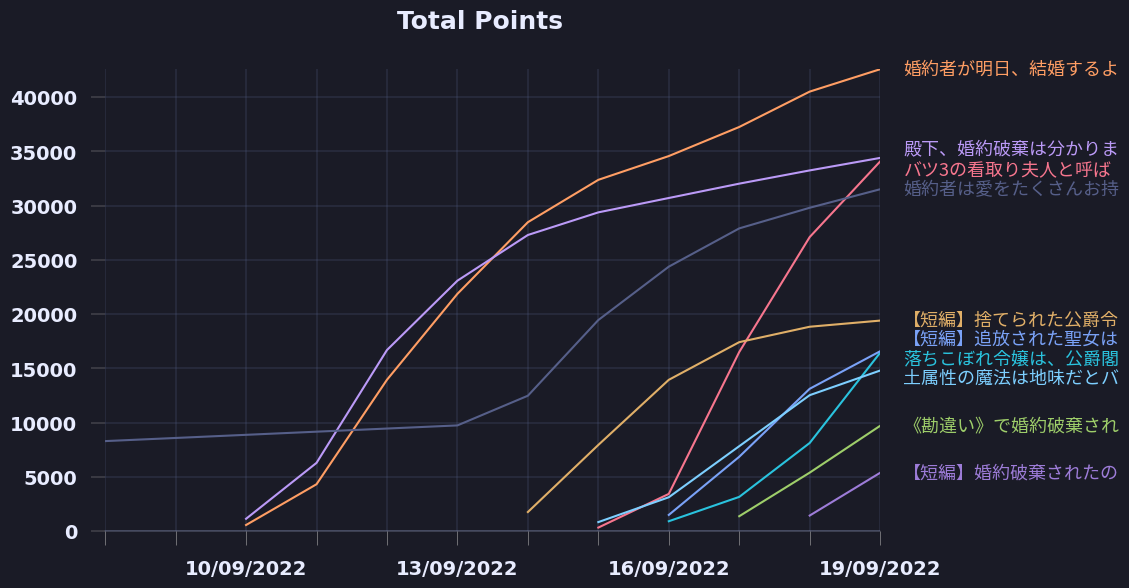 Total Points
40000
35000
30000
25000
20000
15000
10000
5000
0
10/09/2022 13/09/2022 16/09/2022 19/09/2022
婚約者が明日、結婚するよ
殿下、婚約破棄は分かりま
バツ3の看取り夫人と呼ば
婚約者は愛をたくさんお持
【短編】捨てられた公爵令
【短編】追放された聖女は
落ちこぼれ令嬢は、公爵閣
土属性の魔法は地味だとバ
《勘違い》で婚約破棄され
【短編】婚約破棄されたの